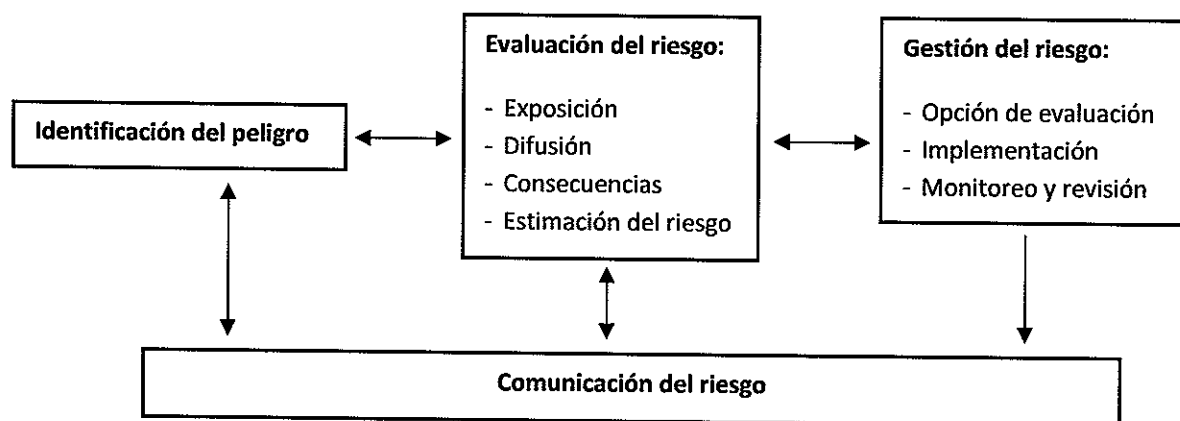 Identificación del peligro
Evaluación del riesgo:
- Exposición
- Difusión
- Consecuencias
- Estimación del riesgo
Gestión del riesgo:
- Opción de evaluación
- Implementación
- Monitoreo y revisión
Comunicación del riesgo